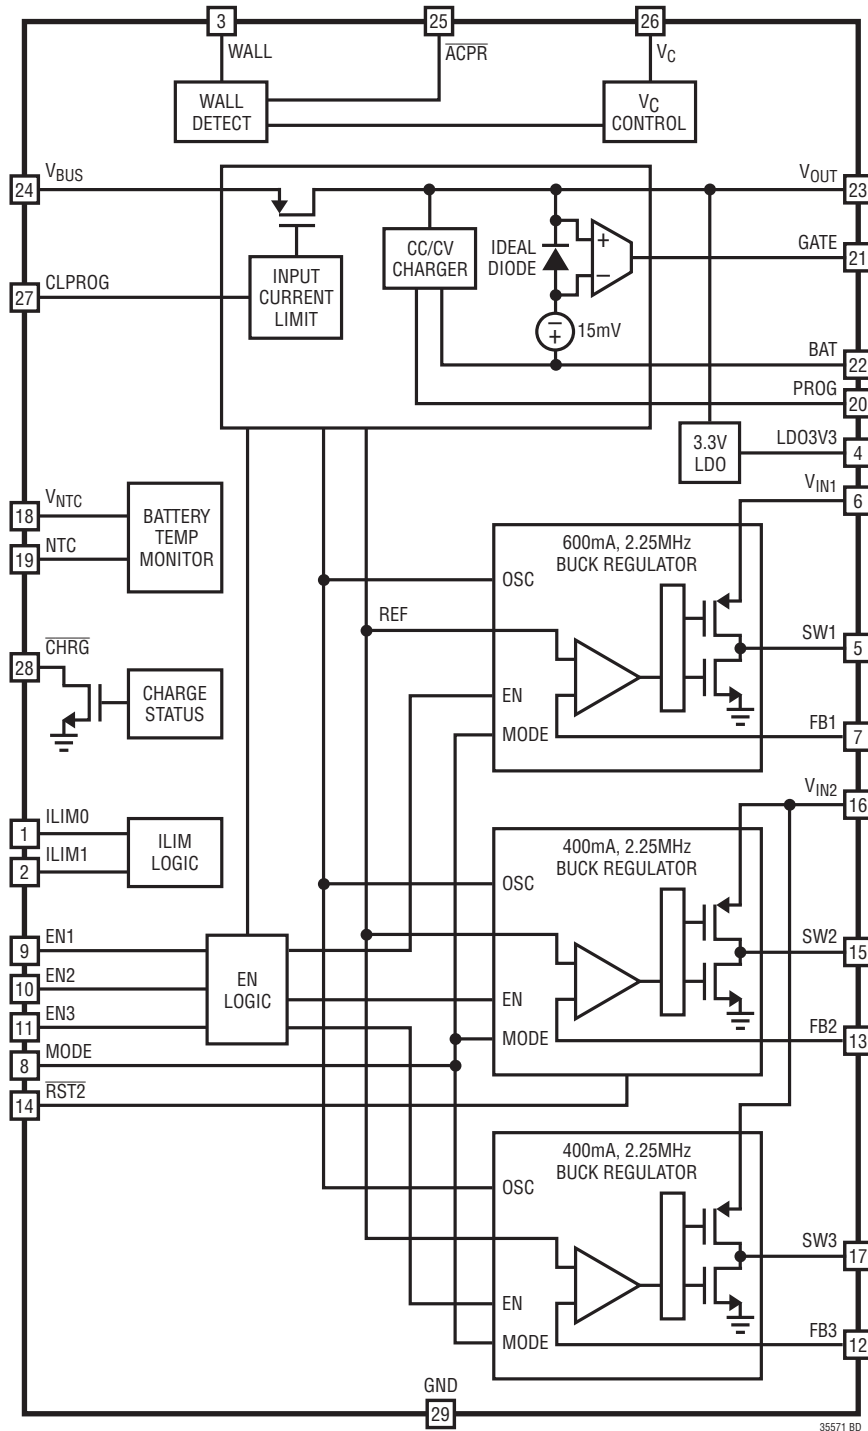 3
25
26
WALL
ACPR
VC
WALL
DETECT
VC
CONTROL
24
VBUS
VOUT
23
27
CLPROG
INPUT
CURRENT
LIMIT
CC/CV
CHARGER
IDEAL
DIODE
+
−
GATE
21
−
+
15mV
BAT
22
PROG
20
3.3V
LDO
LDO3V3
4
18
VNTC
19
NTC
BATTERY
TEMP
MONITOR
VIN1
6
600mA, 2.25MHz
BUCK REGULATOR
OSC
REF
EN
MODE
SW1
5
FB1
7
28
CHRG
CHARGE
STATUS
1
ILIM0
2
ILIM1
ILIM
LOGIC
VIN2
16
400mA, 2.25MHz
BUCK REGULATOR
OSC
EN
MODE
SW2
15
FB2
13
9
EN1
10
EN2
11
EN3
8
MODE
14
RST2
EN
LOGIC
400mA, 2.25MHz
BUCK REGULATOR
OSC
EN
MODE
SW3
17
FB3
12
GND
29
35571 BD